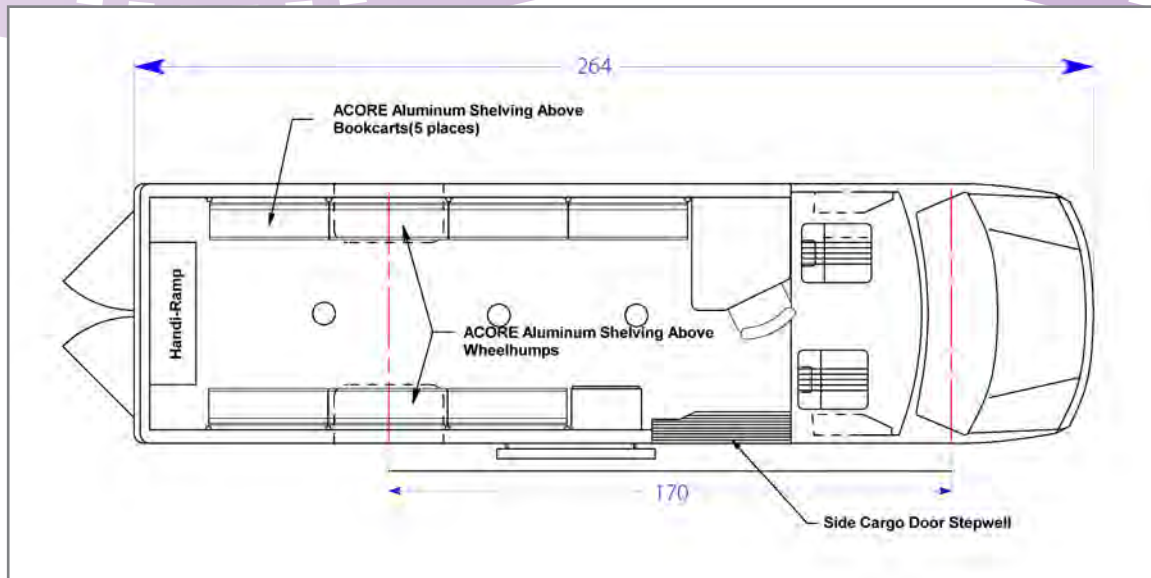 264
ACORE Aluminum Shelving Above
Bookcarts(5 places)
Handi-Ramp
ACORE Aluminum Shelving Above
Wheelhumps
170
Side Cargo Door Stepwell